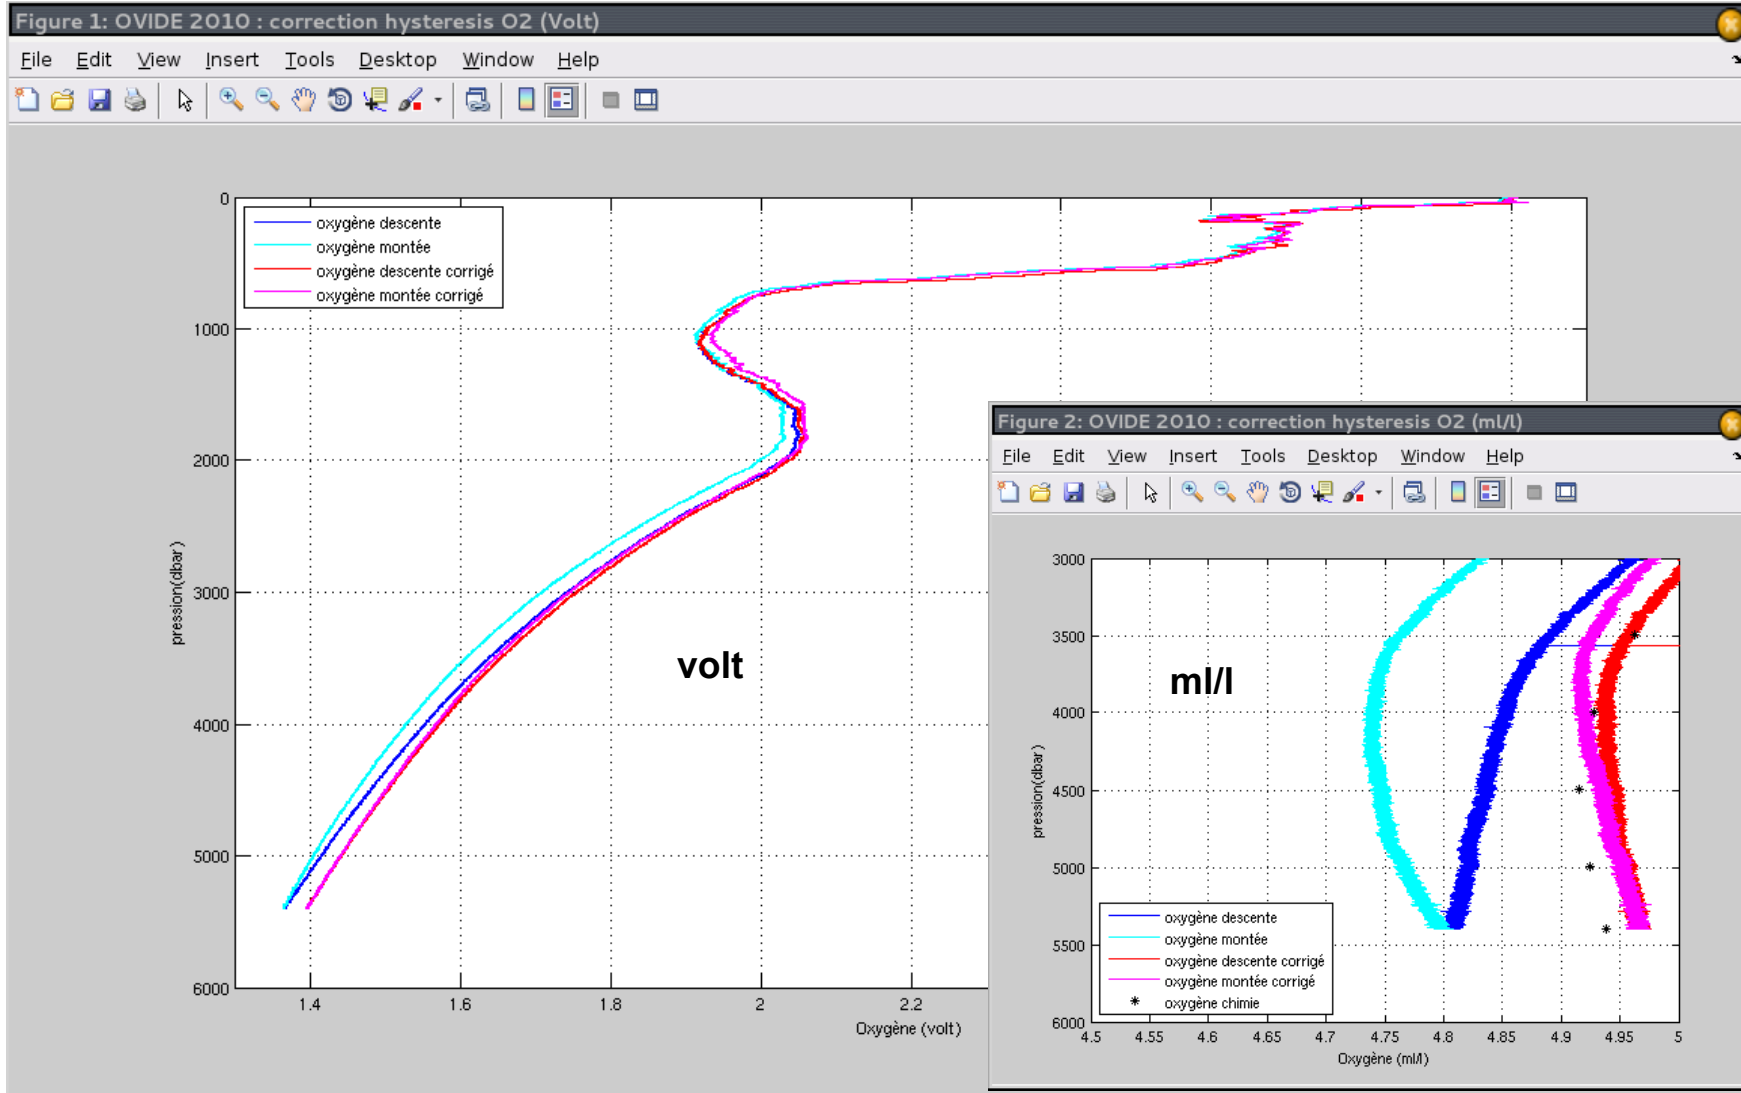 Figure 1: OVIDE 2010 : correction hysteresis O2 (Volt)
File Edit View Insert Tools Desktop Window Help
0
1000
2000
3000
4000
5000
6000
pression(dbar)
oxygène descente
oxygène montée
oxygène descente corrigé
oxygène montée corrigé
volt
1.4 1.6 1.8 2 2.2
Oxygène (volt)
Figure 2: OVIDE 2010 : correction hysteresis O2 (ml/l)
File Edit View Insert Tools Desktop Window Help
3000
3500
4000
4500
5000
5500
6000
pression(dbar)
ml/l
oxygène descente
oxygène montée
oxygène descente corrigé
oxygène montée corrigé
oxygène chimie
4.5 4.55 4.6 4.65 4.7 4.75 4.8 4.85 4.9 4.95 5
Oxygène (ml/l)